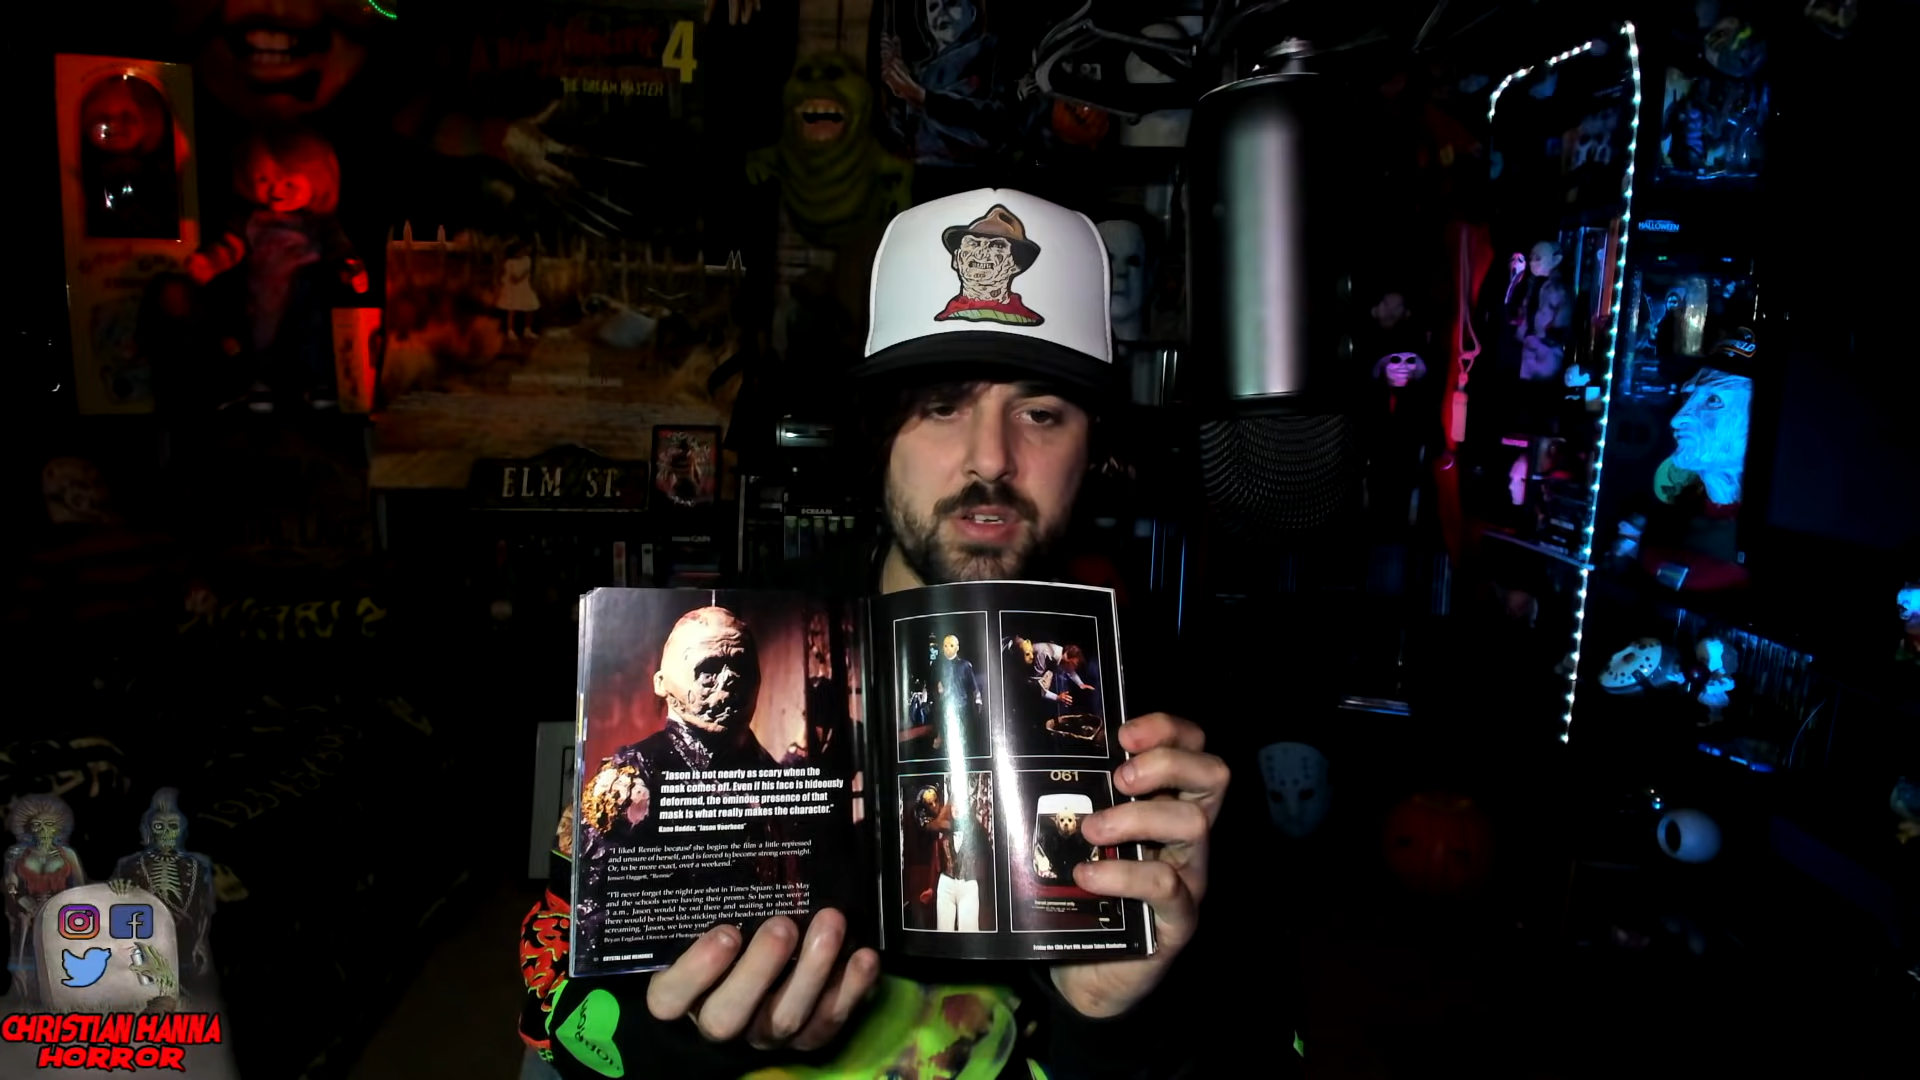 4
THE DREAM MASTER
HALLOWEEN
ELM ST.
SCREAM
"Jason is not nearly as scary when the
mask comes off. Even if his face is hideously
deformed, the ominous presence of that
mask is what really makes the character."
Kane Hodder, "Jason Voorhees"
"I liked Rennie because she begins the film a little repressed
and unsure of herself, and is forced to become strong overnight.
Or, to be more exact, over a weekend."
Jensen Daggett, "Rennie"
"I'll never forget the night we shot in Times Square. It was May
and the schools were having their proms. So here we were at
3 a.m., Jason would be out there and waiting to shoot, and
there would be these kids sticking their heads out of limousines
screaming, 'Jason, we love you!'"
Bryan England, Director of
CRYSTAL LAKE MEMORIES
061
Friday the 13th Part VIII: Jason Takes Manhattan
CHRISTIAN HANNA
HORROR